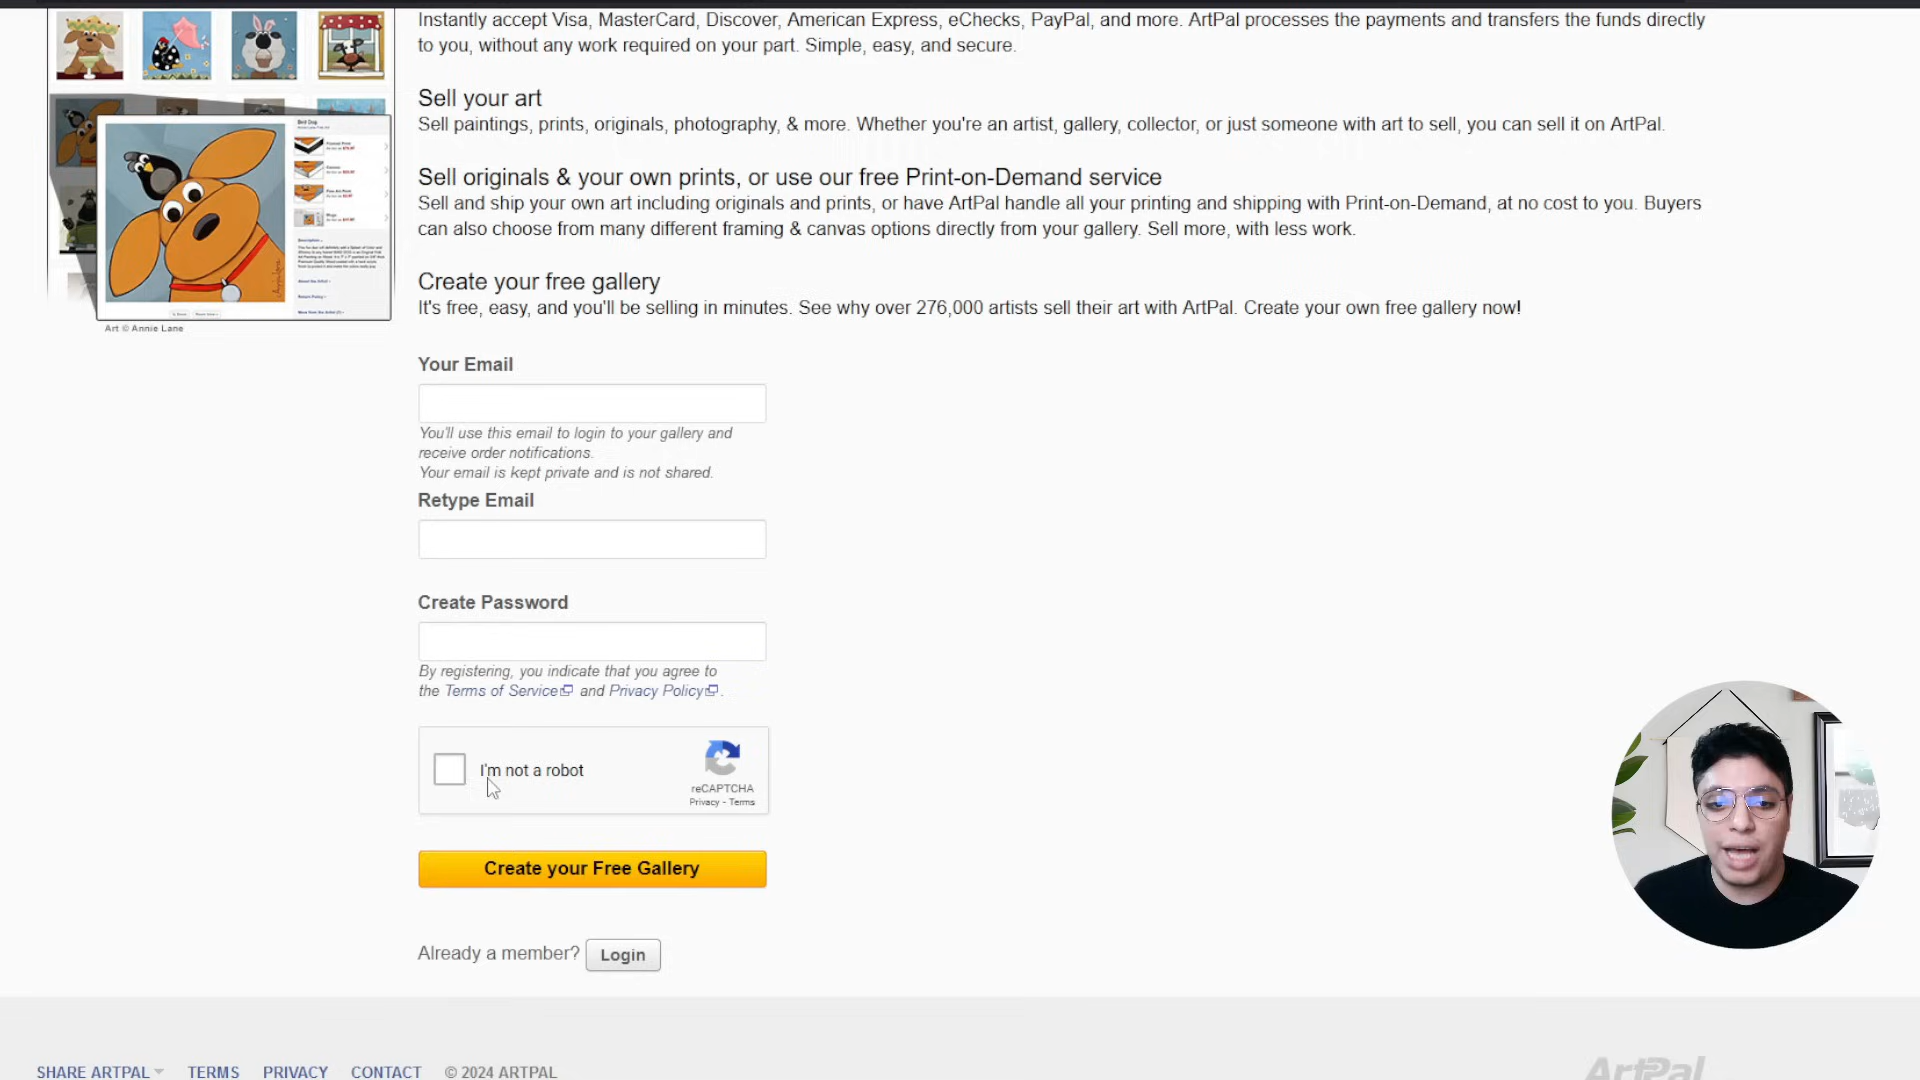 Instantly accept Visa, MasterCard, Discover, American Express, eChecks, PayPal, and more. ArtPal processes the payments and transfers the funds directly
to you, without any work required on your part. Simple, easy, and secure.
Sell your art
Sell paintings, prints, originals, photography, & more. Whether you're an artist, gallery, collector, or just someone with art to sell, you can sell it on ArtPal.
Sell originals & your own prints, or use our free Print-on-Demand service
Sell and ship your own art including originals and prints, or have ArtPal handle all your printing and shipping with Print-on-Demand, at no cost to you. Buyers
can also choose from many different framing & canvas options directly from your gallery. Sell more, with less work.
Create your free gallery
It's free, easy, and you'll be selling in minutes. See why over 276,000 artists sell their art with ArtPal. Create your own free gallery now!
Art © Annie Lane
Your Email
You'll use this email to login to your gallery and
receive order notifications.
Your email is kept private and is not shared.
Retype Email
Create Password
By registering, you indicate that you agree to
the Terms of Service and Privacy Policy.
I'm not a robot
reCAPTCHA
Privacy - Terms
Create your Free Gallery
Already a member? Login
SHARE ARTPAL TERMS PRIVACY CONTACT © 2024 ARTPAL
ArtPal